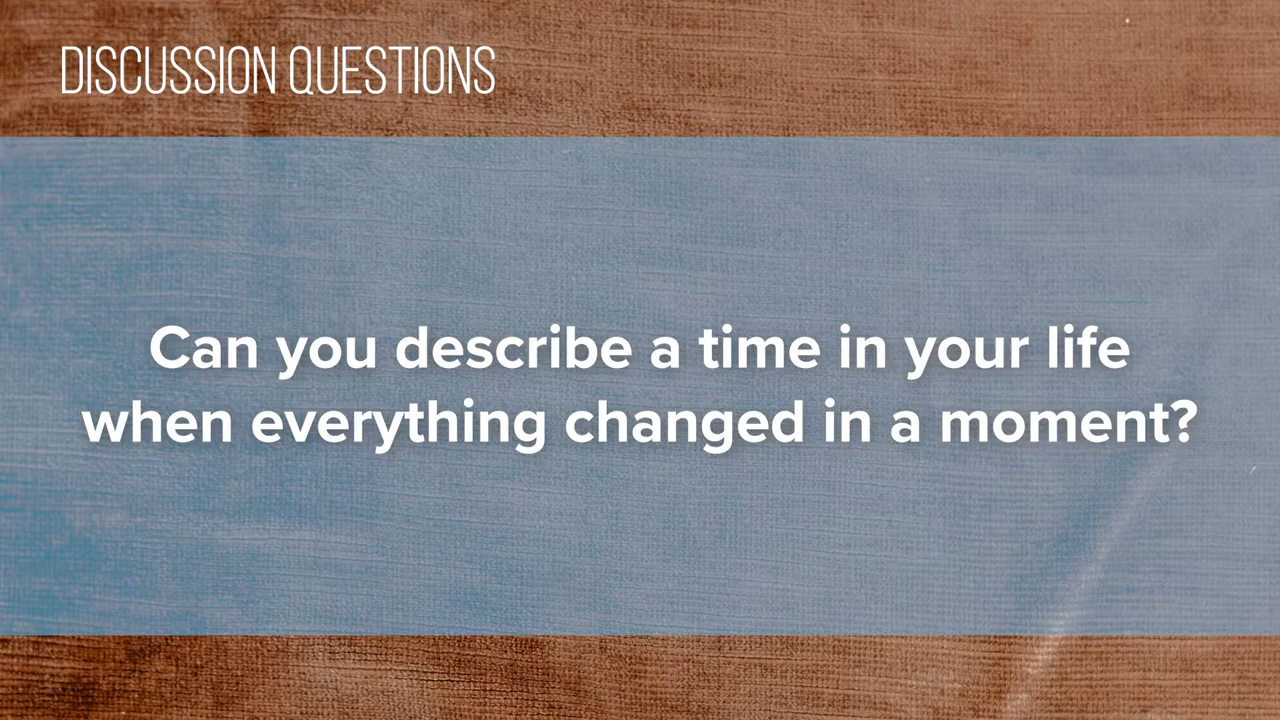 DISCUSSION QUESTIONS
Can you describe a time in your life
when everything changed in a moment?